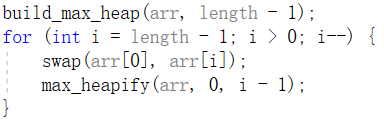 build_max_heap(arr, length - 1);
for (int i = length - 1; i > 0; i--) {
    swap(arr[0], arr[i]);
    max_heapify(arr, 0, i - 1);
}